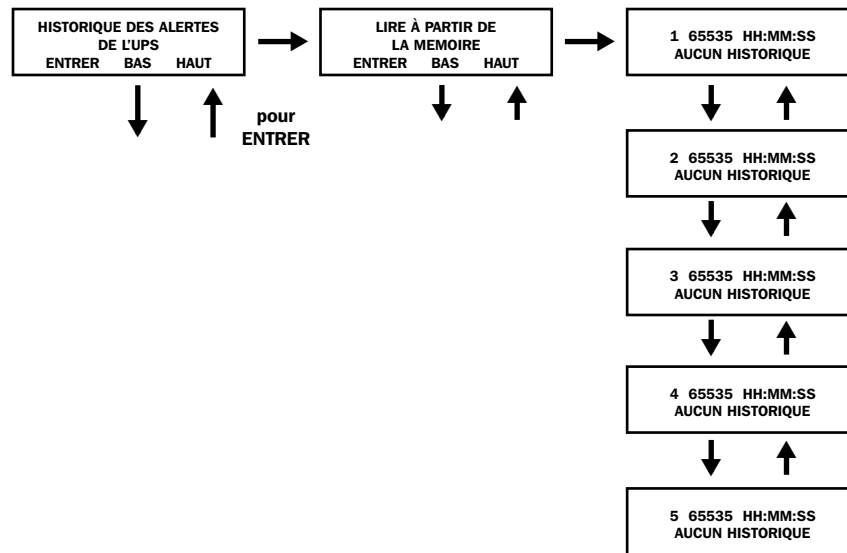 HISTORIQUE DES ALERTES
DE L'UPS
ENTRER BAS HAUT
pour
ENTRER
LIRE À PARTIR DE
LA MEMOIRE
ENTRER BAS HAUT
1 65535 HH:MM:SS
AUCUN HISTORIQUE
2 65535 HH:MM:SS
AUCUN HISTORIQUE
3 65535 HH:MM:SS
AUCUN HISTORIQUE
4 65535 HH:MM:SS
AUCUN HISTORIQUE
5 65535 HH:MM:SS
AUCUN HISTORIQUE